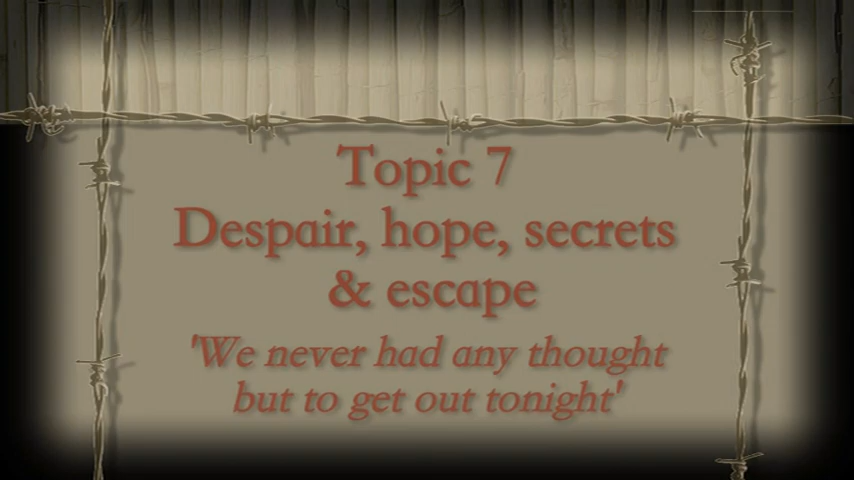 Topic 7
Despair, hope, secrets
& escape
'We never had any thought
but to get out tonight'